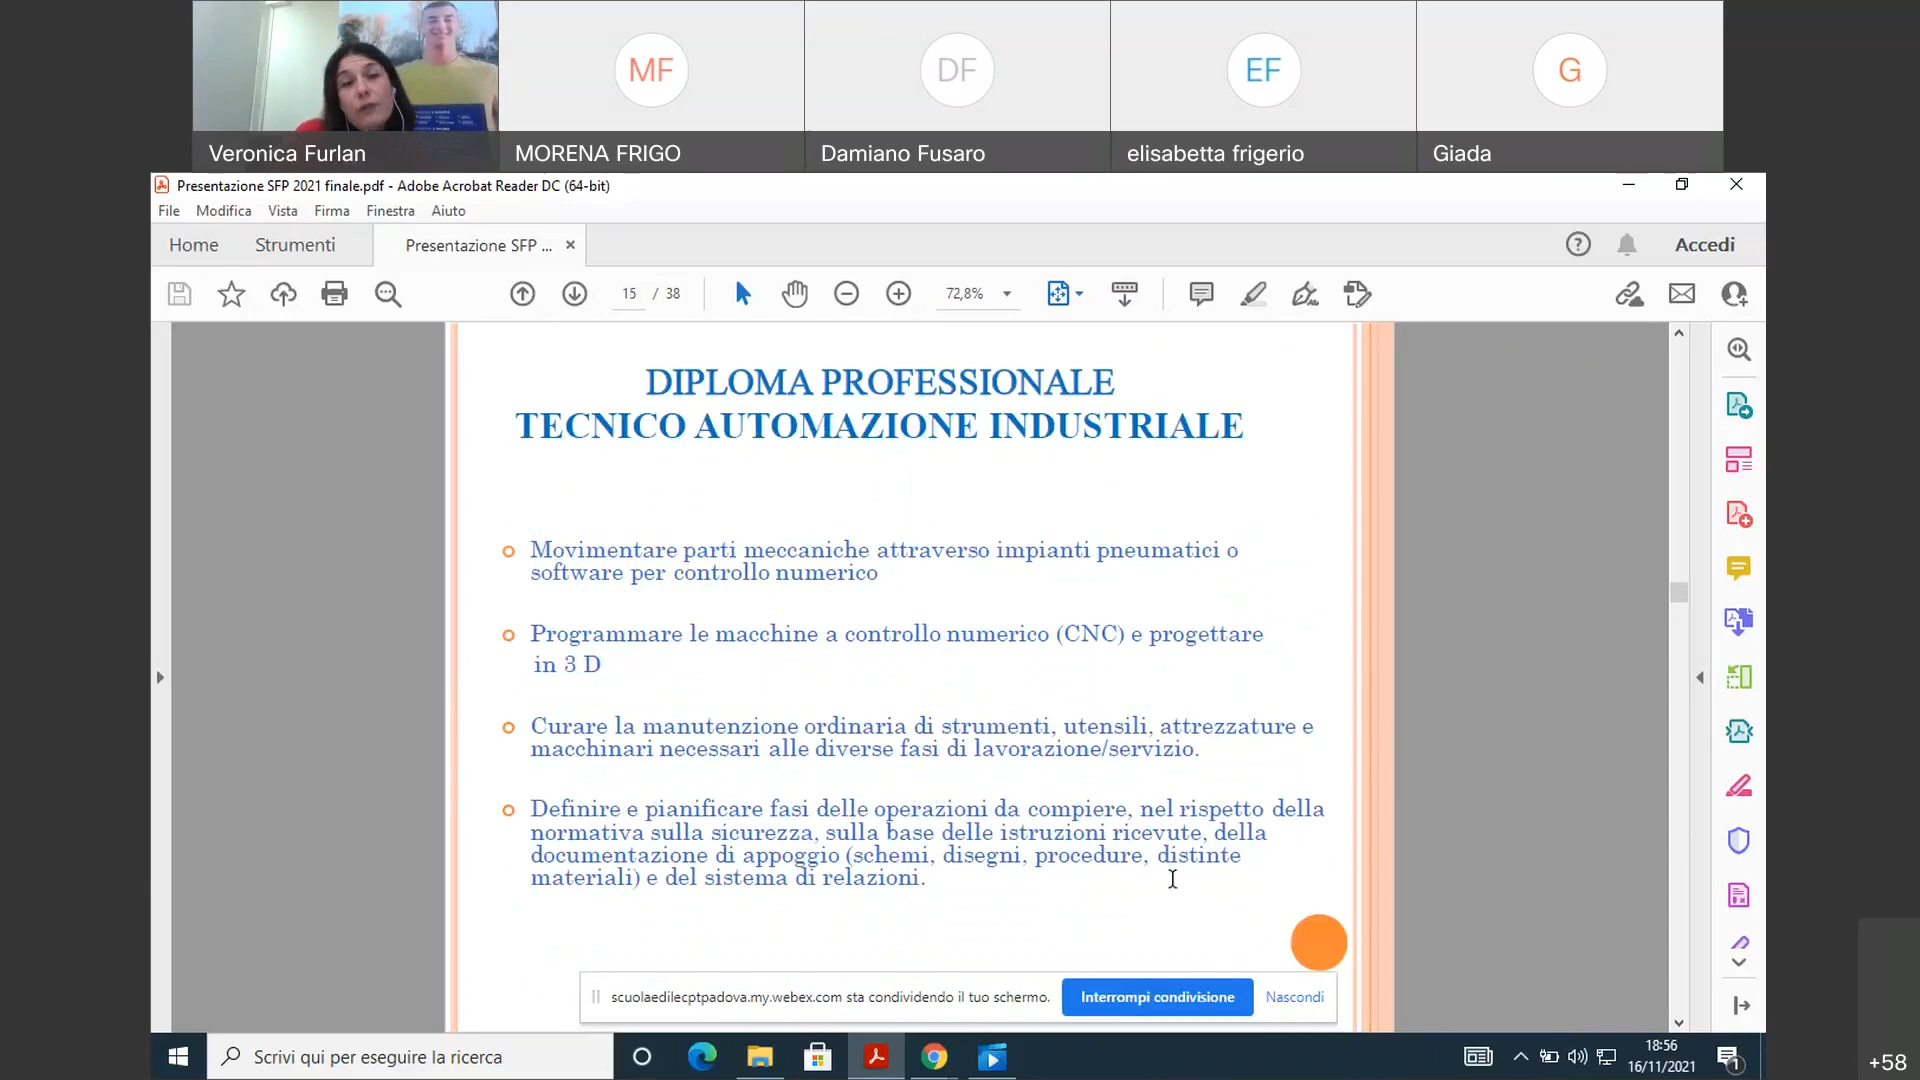 MF
DF
EF
G
Veronica Furlan
MORENA FRIGO
Damiano Fusaro
elisabetta frigerio
Giada
Presentazione SFP 2021 finale.pdf - Adobe Acrobat Reader DC (64-bit)
File Modifica Vista Firma Finestra Aiuto
Home Strumenti Presentazione SFP ... Accedi
15 / 38 72,8%
DIPLOMA PROFESSIONALE
TECNICO AUTOMAZIONE INDUSTRIALE
Movimentare parti meccaniche attraverso impianti pneumatici o
software per controllo numerico
Programmare le macchine a controllo numerico (CNC) e progettare
in 3 D
Curare la manutenzione ordinaria di strumenti, utensili, attrezzature e
macchinari necessari alle diverse fasi di lavorazione/servizio.
Definire e pianificare fasi delle operazioni da compiere, nel rispetto della
normativa sulla sicurezza, sulla base delle istruzioni ricevute, della
documentazione di appoggio (schemi, disegni, procedure, distinte
materiali) e del sistema di relazioni.
scuolaedilecptpadova.my.webex.com sta condividendo il tuo schermo. Interrompi condivisione Nascondi
Scrivi qui per eseguire la ricerca
18:56
16/11/2021
1
+58